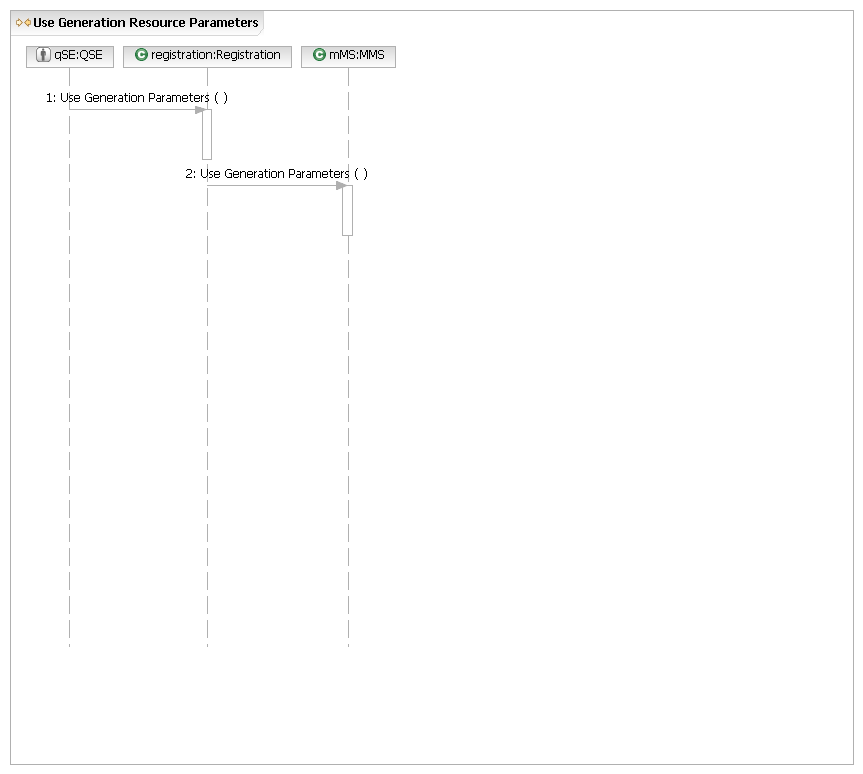 Use Generation Resource Parameters
qSE:QSE
registration:Registration
mMS:MMS
1: Use Generation Parameters ( )
2: Use Generation Parameters ( )